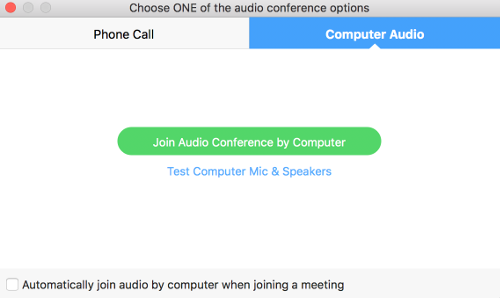 Choose ONE of the audio conference options
Phone Call
Computer Audio
Join Audio Conference by Computer
Test Computer Mic & Speakers
Automatically join audio by computer when joining a meeting